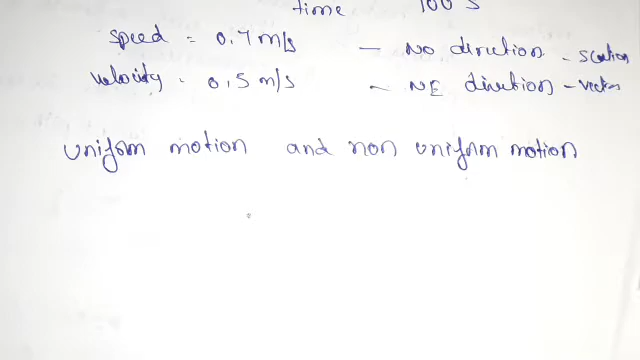 time 100 s
speed = 0.7 m/s - No direction - scalar
velocity = 0.5 m/s - NE direction - vector
uniform motion and non uniform motion